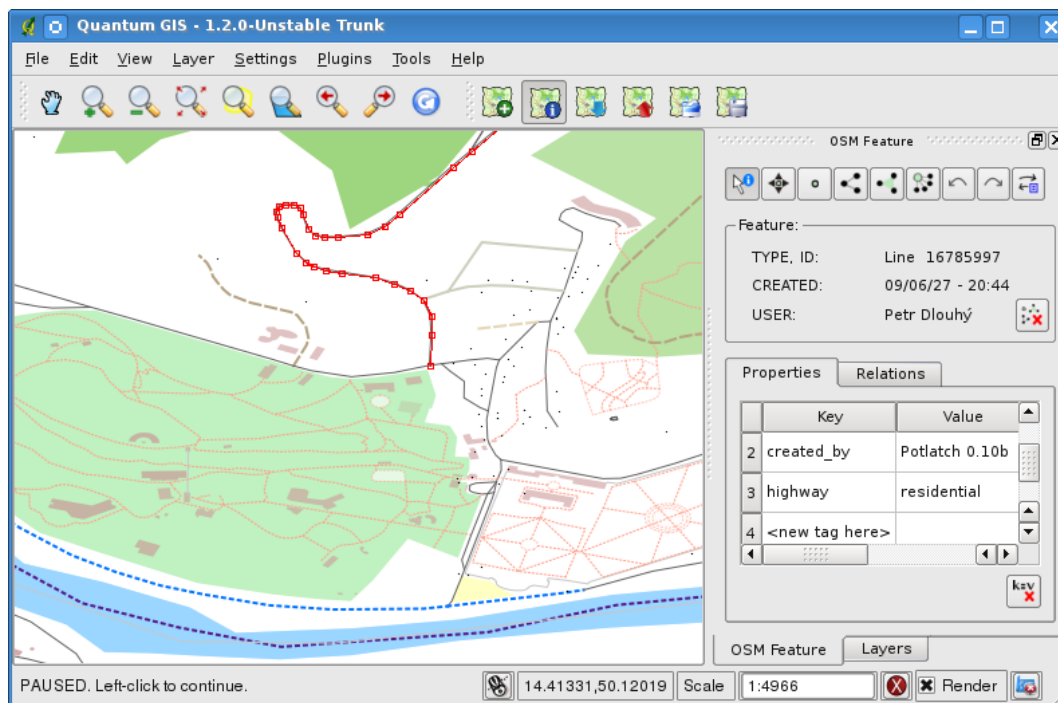 Quantum GIS - 1.2.0-Unstable Trunk
File Edit View Layer Settings Plugins Tools Help
OSM Feature
Feature:
TYPE, ID: Line 16785997
CREATED: 09/06/27 - 20:44
USER: Petr Dlouhý
Properties Relations
Key Value
2 created_by Potlatch 0.10b
3 highway residential
4 <new tag here>
k=v
OSM Feature Layers
PAUSED. Left-click to continue. 14.41331,50.12019 Scale 1:4966 Render